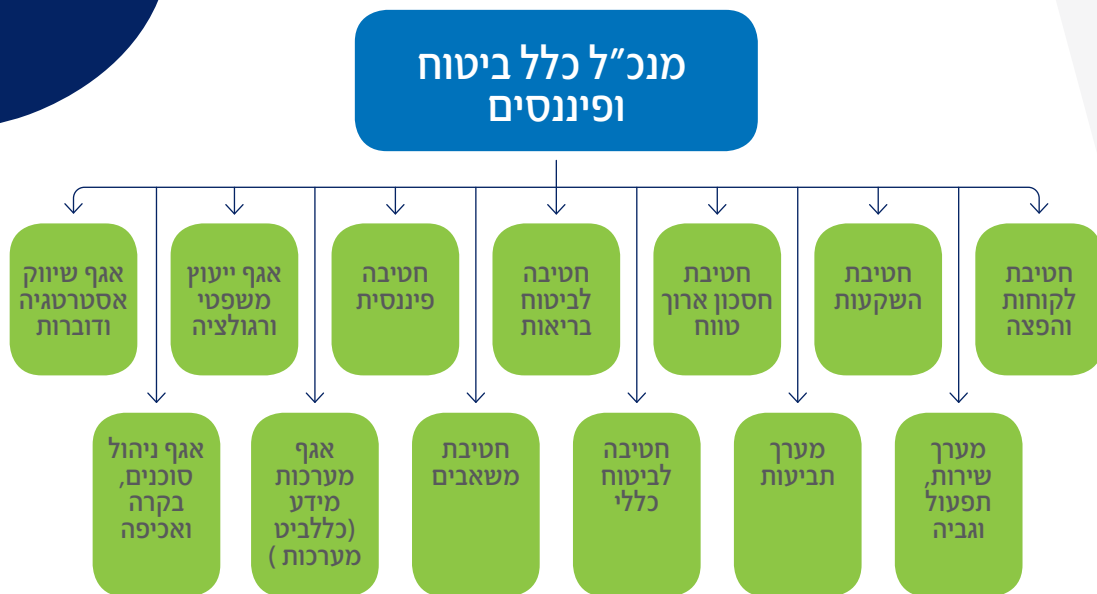 מנכ״ל כלל ביטוח
ופיננסים
חטיבת
לקוחות
והפצה
חטיבת
השקעות
חטיבת
חסכון ארוך
טווח
חטיבה
לביטוח
בריאות
חטיבה
פיננסית
אגף ייעוץ
משפטי
ורגולציה
אגף שיווק
אסטרטגיה
ודוברות
מערך
שירות,
תפעול
וגביה
מערך
תביעות
חטיבה
לביטוח
כללי
חטיבת
משאבים
אגף
מערכות
מידע
(כללביט
מערכות )
אגף ניהול
סוכנים,
בקרה
ואכיפה